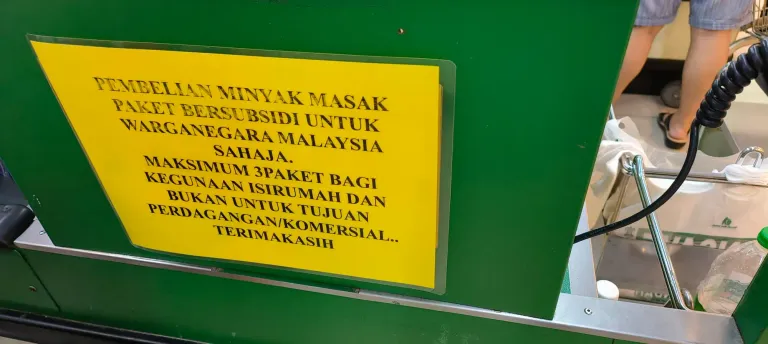 PEMBELIAN MINYAK MASAK
PAKET BERSUBSIDI UNTUK
WARGANEGARA MALAYSIA
SAHAJA.
MAKSIMUM 3PAKET BAGI
KEGUNAAN ISIRUMAH DAN
BUKAN UNTUK TUJUAN
PERDAGANGAN/KOMERSIAL..
TERIMAKASIH